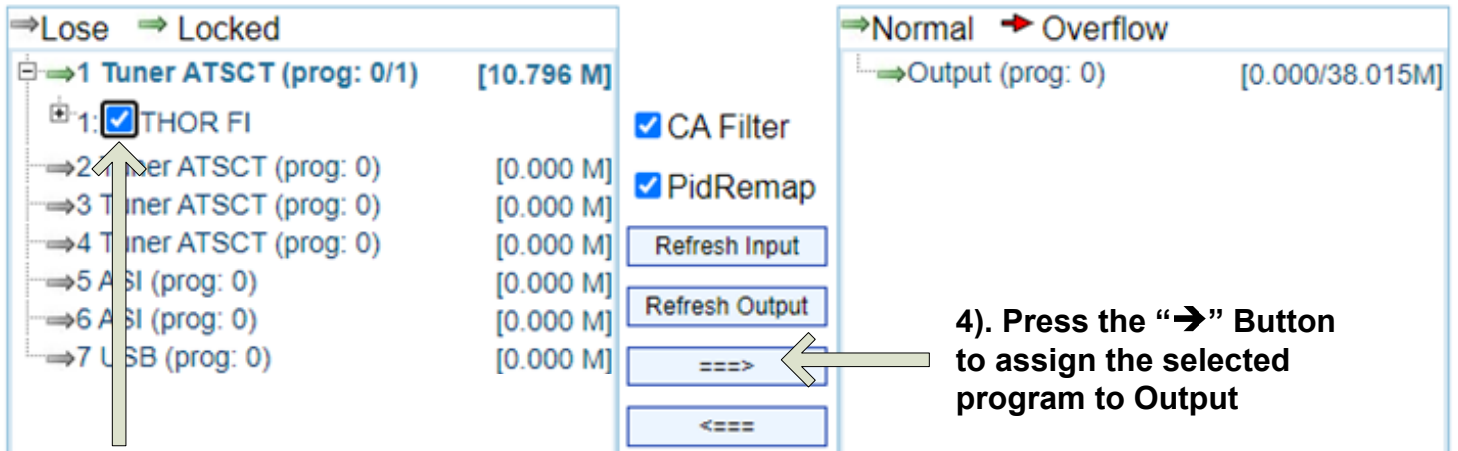 Lose Locked
1 Tuner ATSCT (prog: 0/1) [10.796 M]
1: THOR FI
2 Tuner ATSCT (prog: 0) [0.000 M]
3 Tuner ATSCT (prog: 0) [0.000 M]
4 Tuner ATSCT (prog: 0) [0.000 M]
5 ASI (prog: 0) [0.000 M]
6 ASI (prog: 0) [0.000 M]
7 USB (prog: 0) [0.000 M]
CA Filter
PidRemap
Refresh Input
Refresh Output
===>
<===
Normal Overflow
Output (prog: 0) [0.000/38.015M]
4). Press the “➔” Button
to assign the selected
program to Output